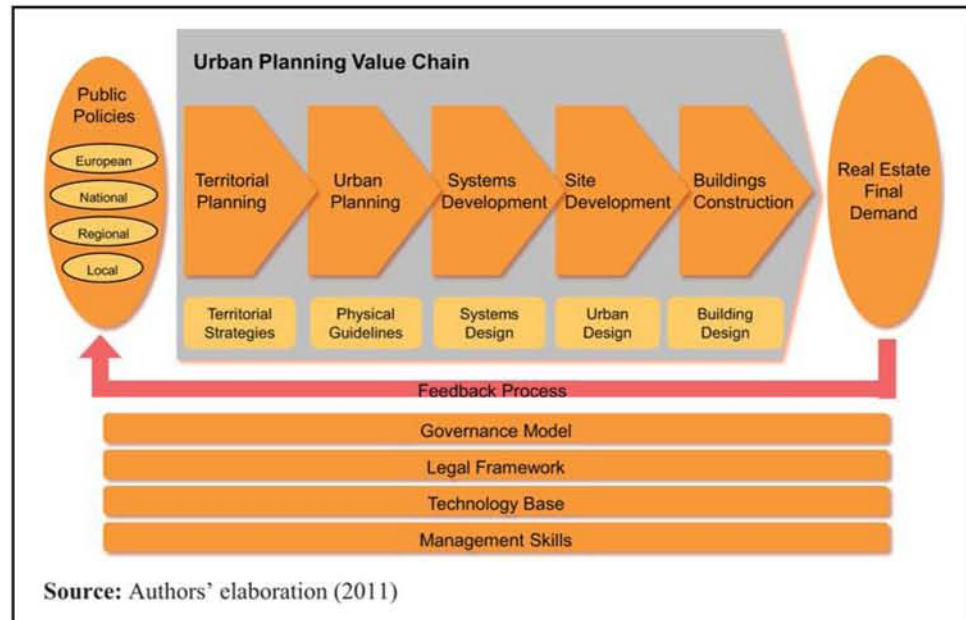 Urban Planning Value Chain
Public
Policies
European
National
Regional
Local
Territorial
Planning
Urban
Planning
Systems
Development
Site
Development
Buildings
Construction
Real Estate
Final
Demand
Territorial
Strategies
Physical
Guidelines
Systems
Design
Urban
Design
Building
Design
Feedback Process
Governance Model
Legal Framework
Technology Base
Management Skills
Source: Authors’ elaboration (2011)